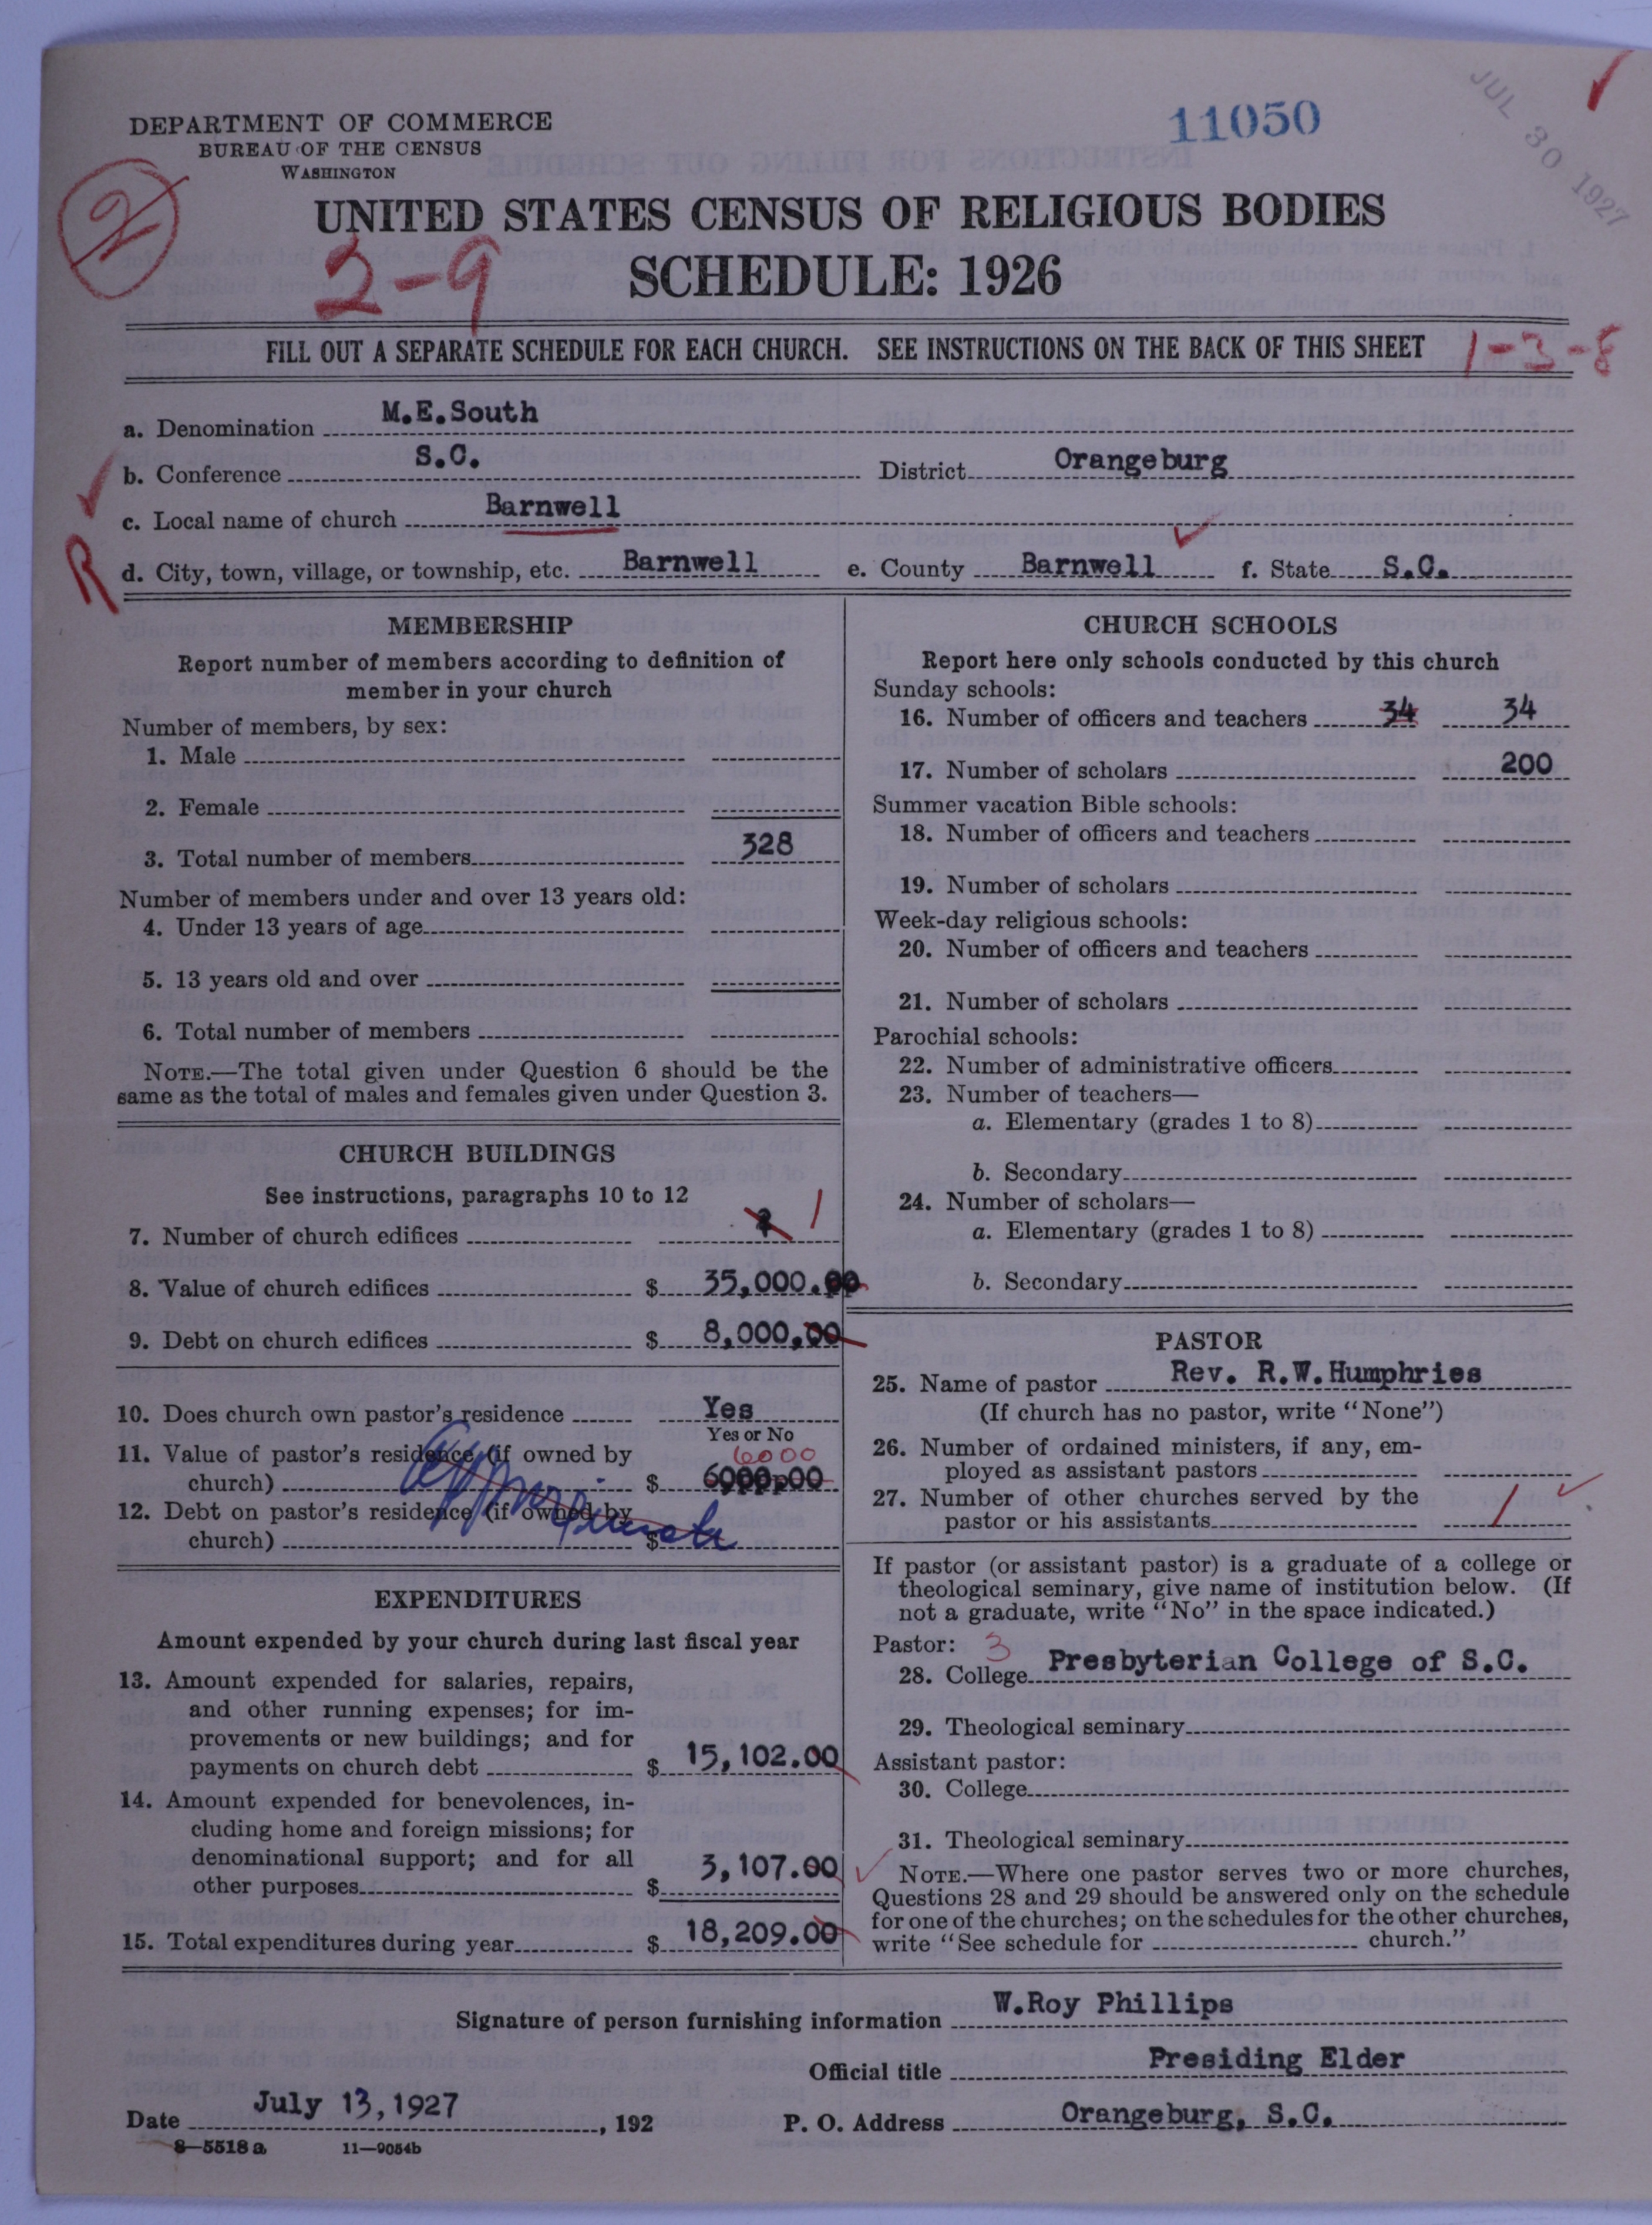 11050
JUL 30 1927
DEPARTMENT OF COMMERCE
BUREAU OF THE CENSUS
WASHINGTON
2
UNITED STATES CENSUS OF RELIGIOUS BODIES
2-9
SCHEDULE: 1926
FILL OUT A SEPARATE SCHEDULE FOR EACH CHURCH. SEE INSTRUCTIONS ON THE BACK OF THIS SHEET
1-3-8
a. Denomination M.E.South
b. Conference S.C. District Orangeburg
c. Local name of church Barnwell
R
d. City, town, village, or township, etc. Barnwell e. County Barnwell f. State S.C.
MEMBERSHIP
Report number of members according to definition of
member in your church
Number of members, by sex:
1. Male
2. Female
3. Total number of members 328
Number of members under and over 13 years old:
4. Under 13 years of age
5. 13 years old and over
6. Total number of members
NOTE.—The total given under Question 6 should be the
same as the total of males and females given under Question 3.
CHURCH BUILDINGS
See instructions, paragraphs 10 to 12
7. Number of church edifices 1
8. Value of church edifices $ 35,000.00
9. Debt on church edifices $ 8,000.00
10. Does church own pastor's residence Yes
Yes or No
11. Value of pastor's residence (if owned by
6000
church) $ 6000.00
12. Debt on pastor's residence (if owned by
church) $
Approximate
EXPENDITURES
Amount expended by your church during last fiscal year
13. Amount expended for salaries, repairs,
and other running expenses; for im-
provements or new buildings; and for
payments on church debt $ 15,102.00
14. Amount expended for benevolences, in-
cluding home and foreign missions; for
denominational support; and for all
other purposes $ 3,107.00
15. Total expenditures during year $ 18,209.00
CHURCH SCHOOLS
Report here only schools conducted by this church
Sunday schools:
16. Number of officers and teachers 34 34
17. Number of scholars 200
Summer vacation Bible schools:
18. Number of officers and teachers
19. Number of scholars
Week-day religious schools:
20. Number of officers and teachers
21. Number of scholars
Parochial schools:
22. Number of administrative officers
23. Number of teachers—
a. Elementary (grades 1 to 8)
b. Secondary
24. Number of scholars—
a. Elementary (grades 1 to 8)
b. Secondary
PASTOR
25. Name of pastor Rev. R.W.Humphries
(If church has no pastor, write "None")
26. Number of ordained ministers, if any, em-
ployed as assistant pastors
27. Number of other churches served by the
pastor or his assistants 1
If pastor (or assistant pastor) is a graduate of a college or
theological seminary, give name of institution below. (If
not a graduate, write "No" in the space indicated.)
Pastor: 3
28. College Presbyterian College of S.C.
29. Theological seminary
Assistant pastor:
30. College
31. Theological seminary
NOTE.—Where one pastor serves two or more churches,
Questions 28 and 29 should be answered only on the schedule
for one of the churches; on the schedules for the other churches,
write "See schedule for church."
Signature of person furnishing information W.Roy Phillips
Official title Presiding Elder
Date July 13,1927, 192 P. O. Address Orangeburg, S.C.
8—5518 a 11—9054b